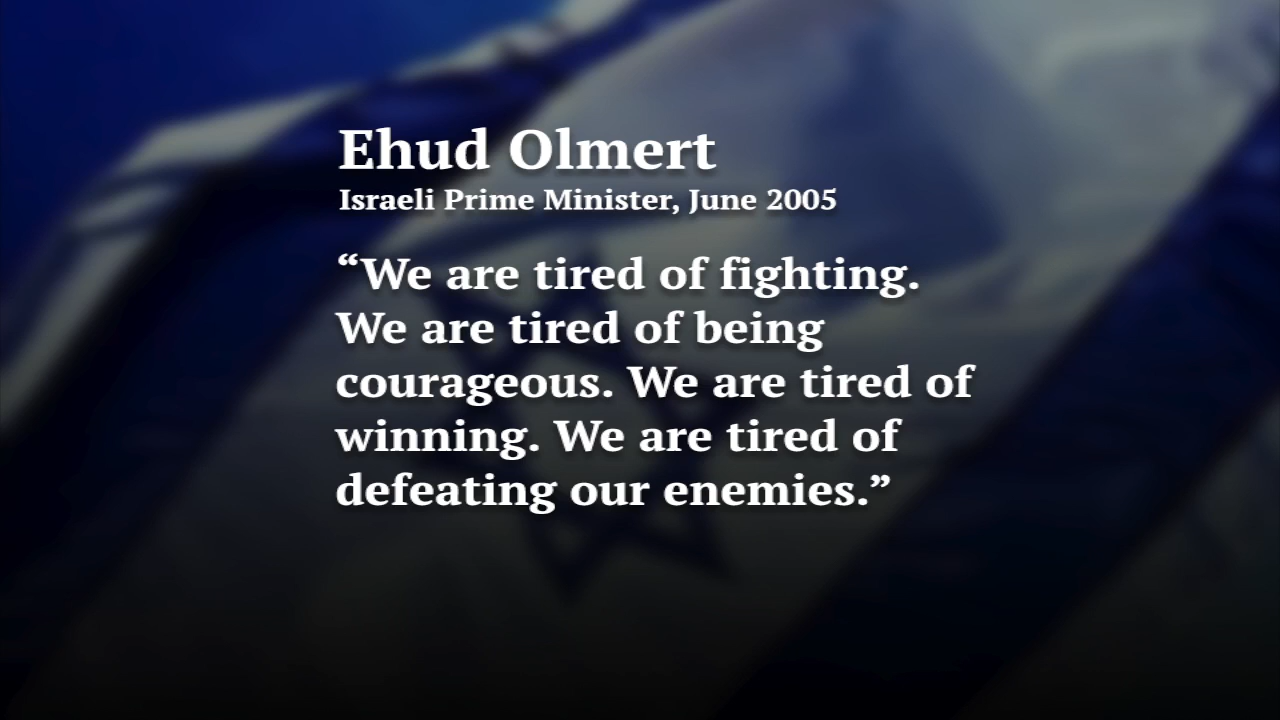 Ehud Olmert
Israeli Prime Minister, June 2005
“We are tired of fighting.
We are tired of being
courageous. We are tired of
winning. We are tired of
defeating our enemies.”